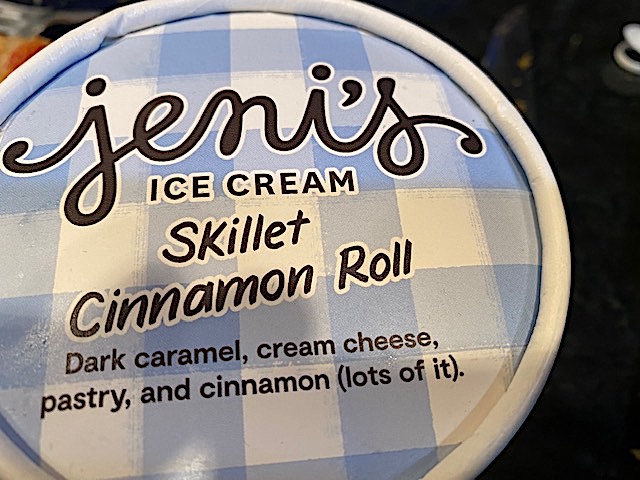 jeni's
ICE CREAM
Skillet
Cinnamon Roll
Dark caramel, cream cheese,
pastry, and cinnamon (lots of it).